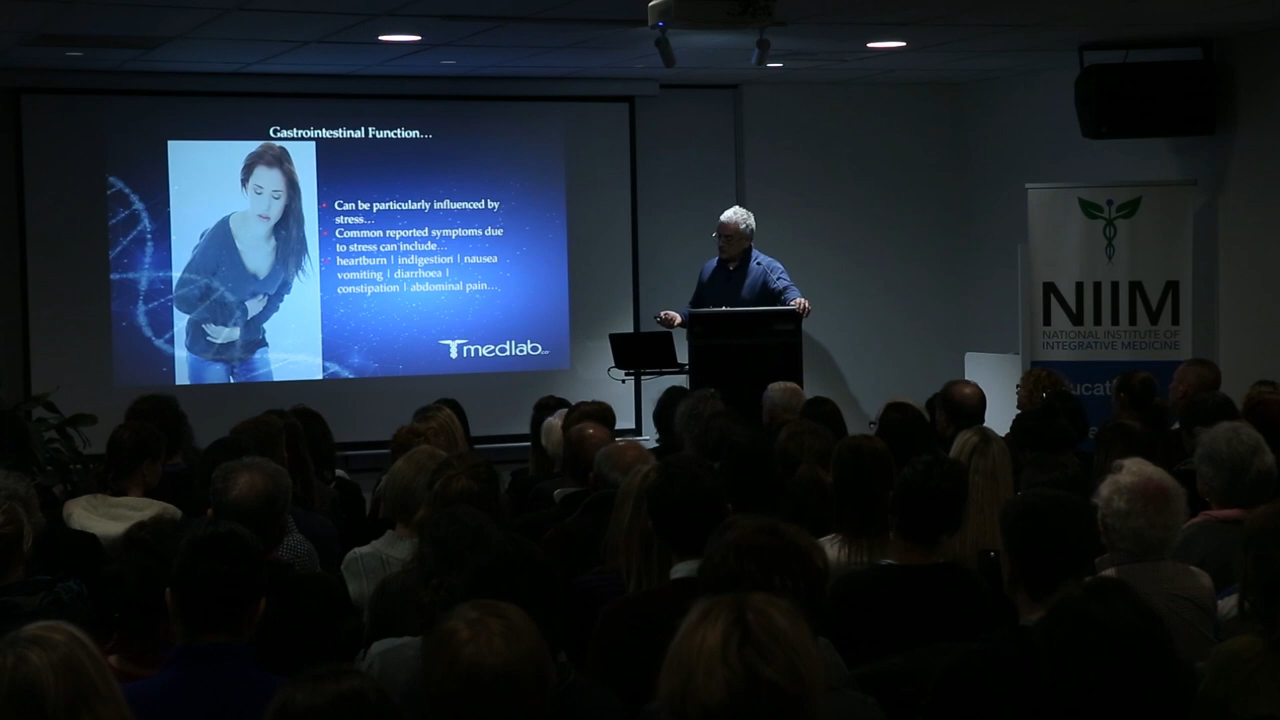 Gastrointestinal Function…
Can be particularly influenced by
stress…
Common reported symptoms due
to stress can include…
heartburn | indigestion | nausea
vomiting | diarrhoea |
constipation | abdominal pain…
medlab
NIIM
NATIONAL INSTITUTE OF
INTEGRATIVE MEDICINE